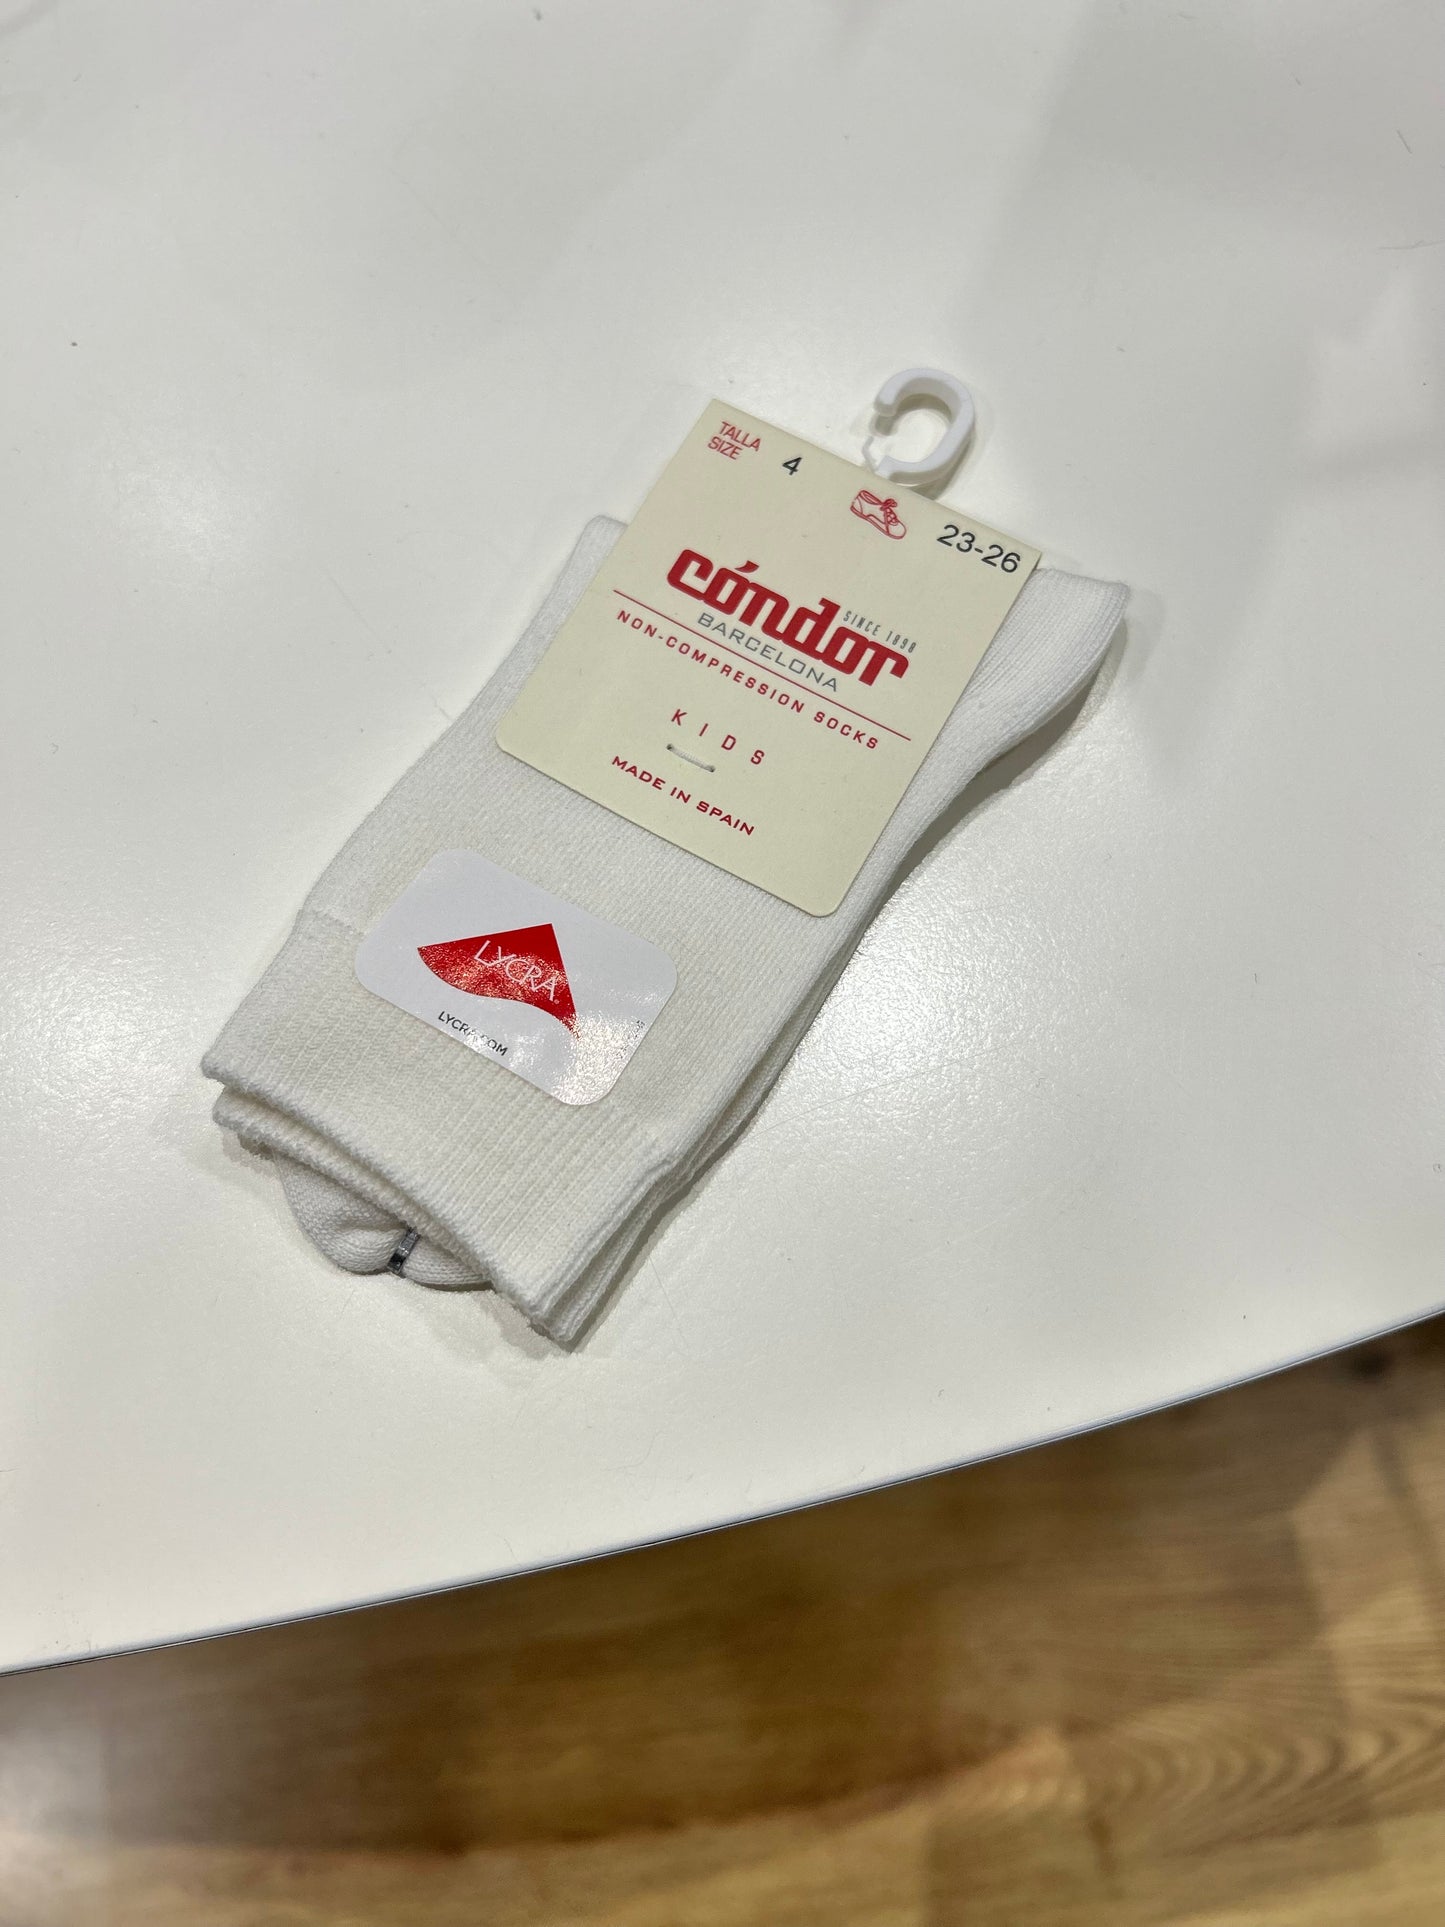 TALLA
SIZE
4
23-26
cóndor
SINCE 1898
BARCELONA
NON-COMPRESSION SOCKS
KIDS
MADE IN SPAIN
LYCRA
LYCRA.COM